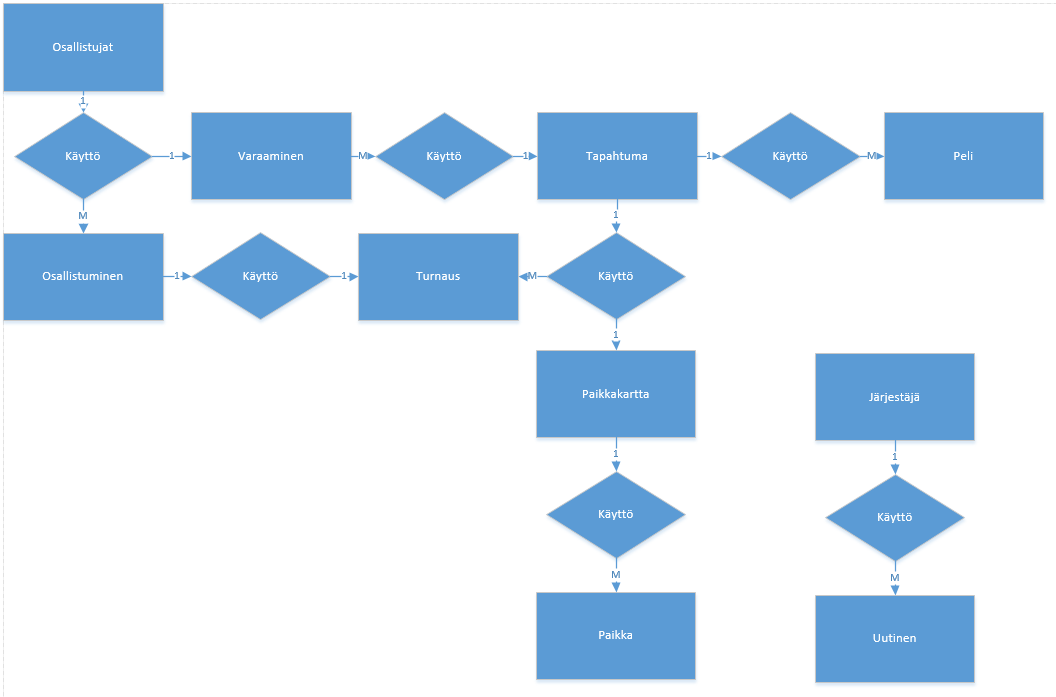 Osallistujat
1
Käyttö
1
Varaaminen
M
Käyttö
1
Tapahtuma
1
Käyttö
M
Peli
M
1
Osallistuminen
1
Käyttö
1
Turnaus
M
Käyttö
1
Paikkakartta
Järjestäjä
1
1
Käyttö
Käyttö
M
M
Paikka
Uutinen